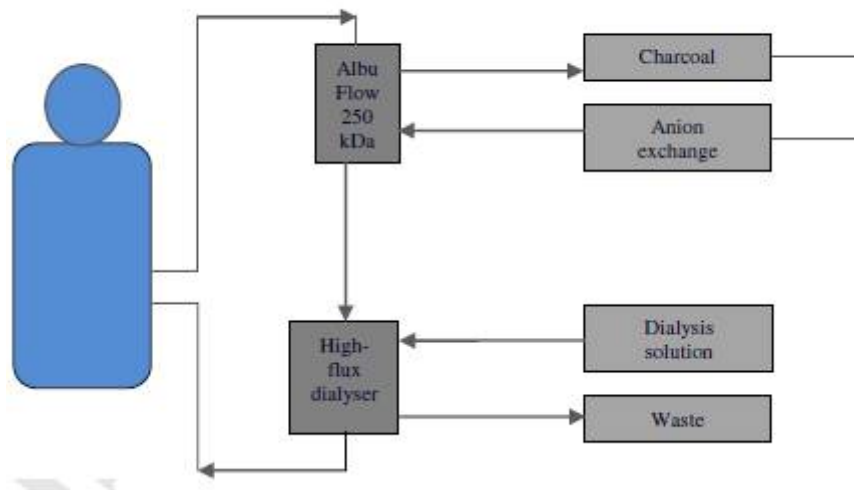 Albu
Flow
250
kDa
Charcoal
Anion
exchange
High-
flux
dialyser
Dialysis
solution
Waste